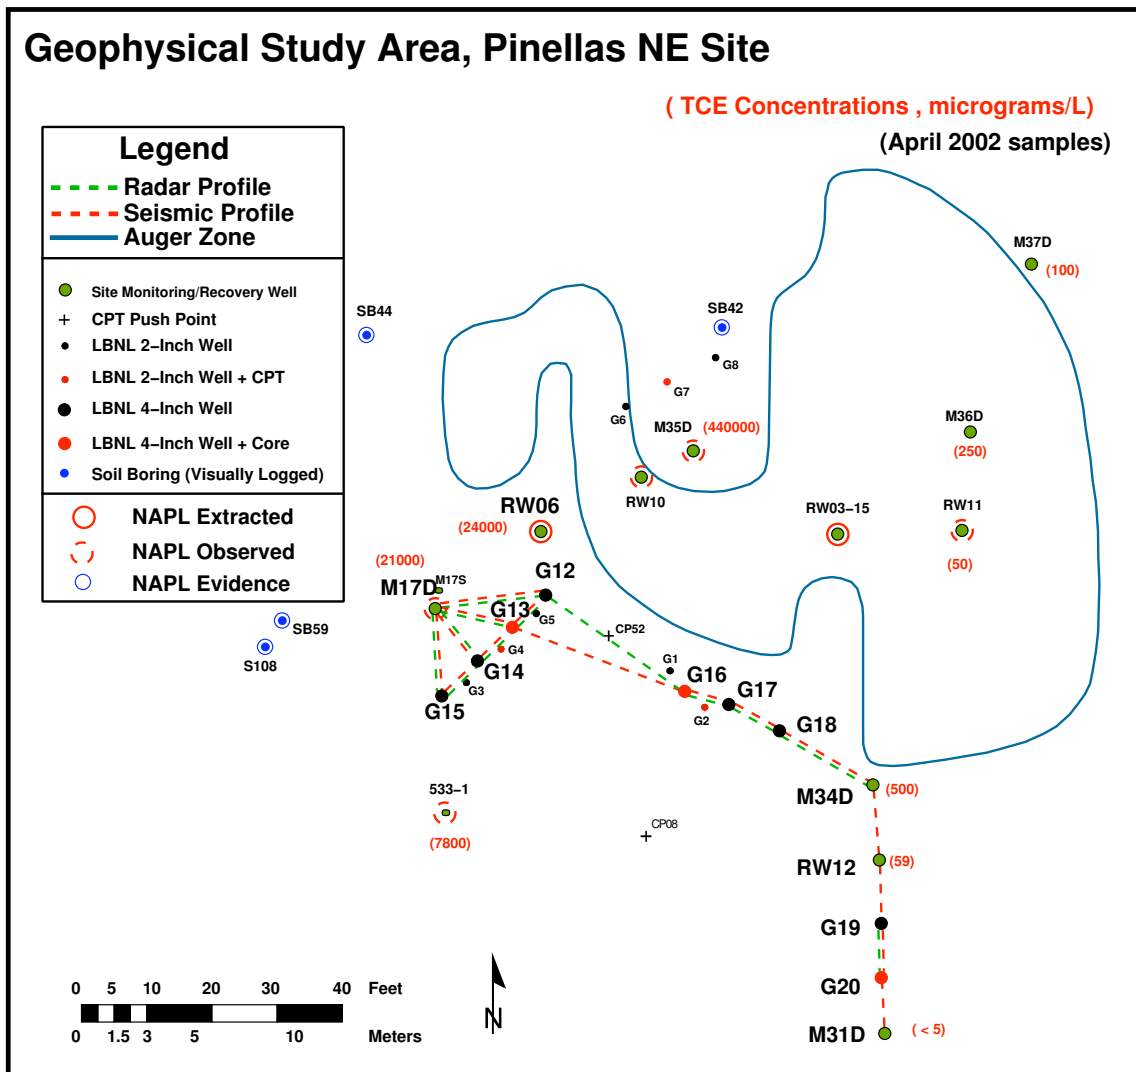 Geophysical Study Area, Pinellas NE Site
( TCE Concentrations , micrograms/L)
(April 2002 samples)
Legend
Radar Profile
Seismic Profile
Auger Zone
Site Monitoring/Recovery Well
CPT Push Point
LBNL 2−Inch Well
LBNL 2−Inch Well + CPT
LBNL 4−Inch Well
LBNL 4−Inch Well + Core
Soil Boring (Visually Logged)
NAPL Extracted
NAPL Observed
NAPL Evidence
M37D
(100)
SB44
SB42
G8
G7
G6
M35D
(440000)
M36D
(250)
RW10
RW06
(24000)
RW03−15
RW11
(50)
(21000)
M17D
M17S
G12
G13
G5
CP52
G4
G14
G3
G15
SB59
S108
G1
G16
G17
G2
G18
533−1
(7800)
CP08
M34D
(500)
RW12
(59)
G19
G20
M31D
( < 5)
N
0 5 10 20 30 40 Feet
0 1.5 3 5 10 Meters